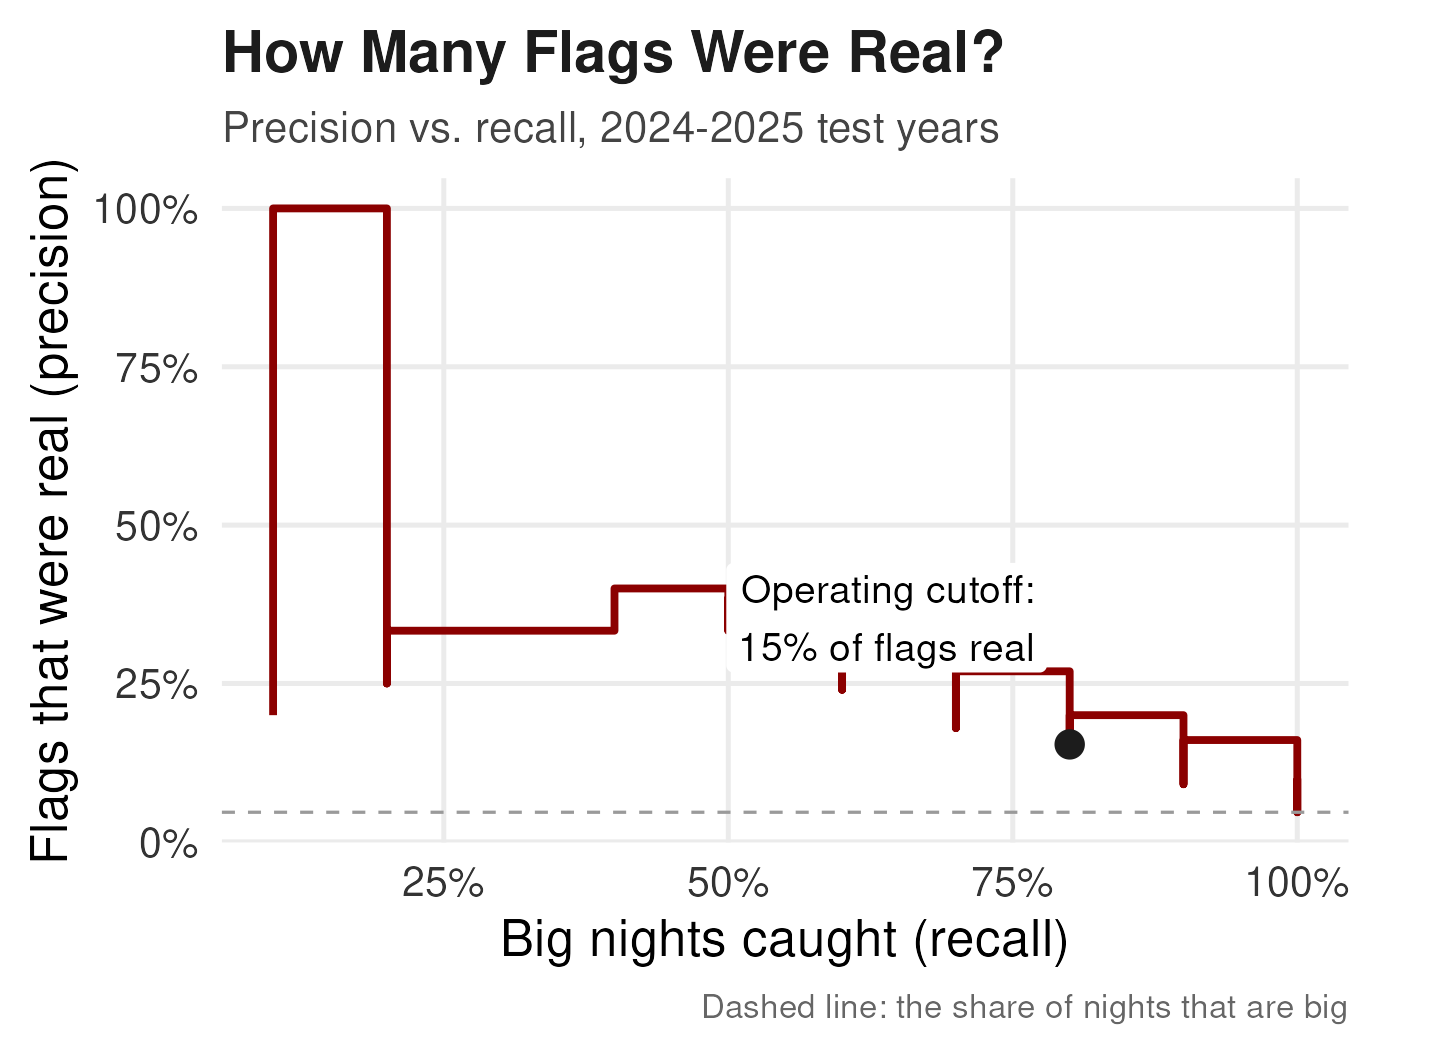 How Many Flags Were Real?
Precision vs. recall, 2024-2025 test years
Flags that were real (precision)
100%
75%
50%
25%
0%
Operating cutoff:
15% of flags real
25%
50%
75%
100%
Big nights caught (recall)
Dashed line: the share of nights that are big